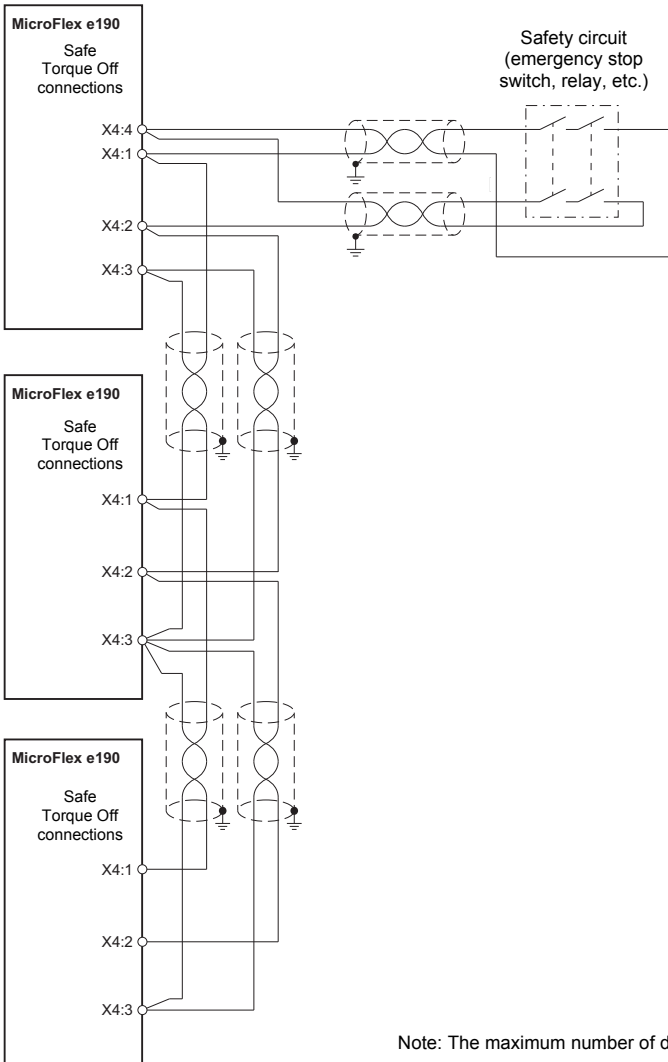 MicroFlex e190
Safe
Torque Off
connections
X4:4
X4:1
X4:2
X4:3
Safety circuit
(emergency stop
switch, relay, etc.)
MicroFlex e190
Safe
Torque Off
connections
X4:1
X4:2
X4:3
MicroFlex e190
Safe
Torque Off
connections
X4:1
X4:2
X4:3
Note: The maximum number of